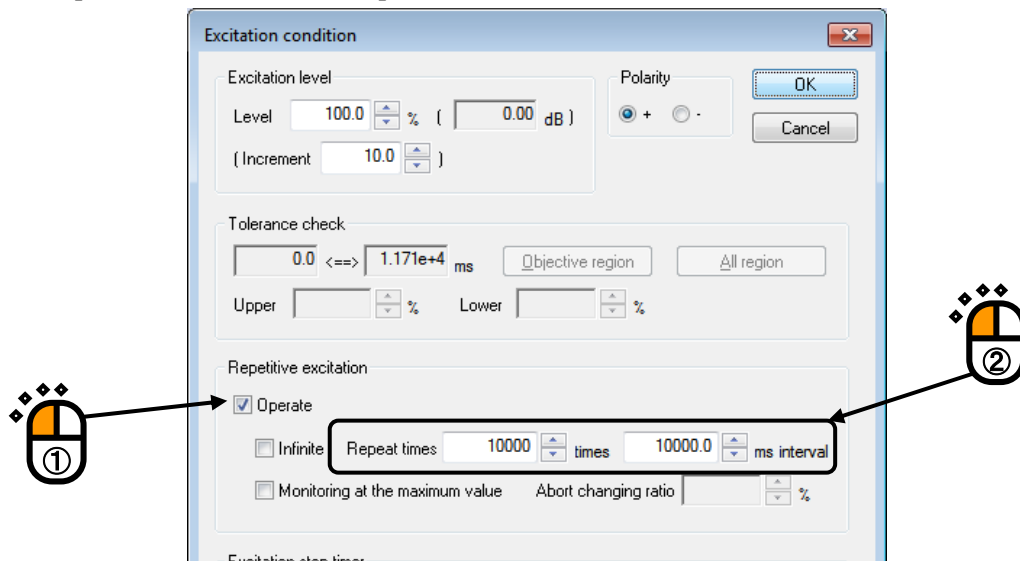 Excitation condition
Excitation level
Level 100.0 % ( 0.00 dB )
( Increment 10.0 )
Polarity
+ -
OK
Cancel
Tolerance check
0.0 <==> 1.171e+4 ms Objective region All region
Upper % Lower %
Repetitive excitation
Operate
Infinite Repeat times 10000 times 10000.0 ms interval
Monitoring at the maximum value Abort changing ratio %
①
②